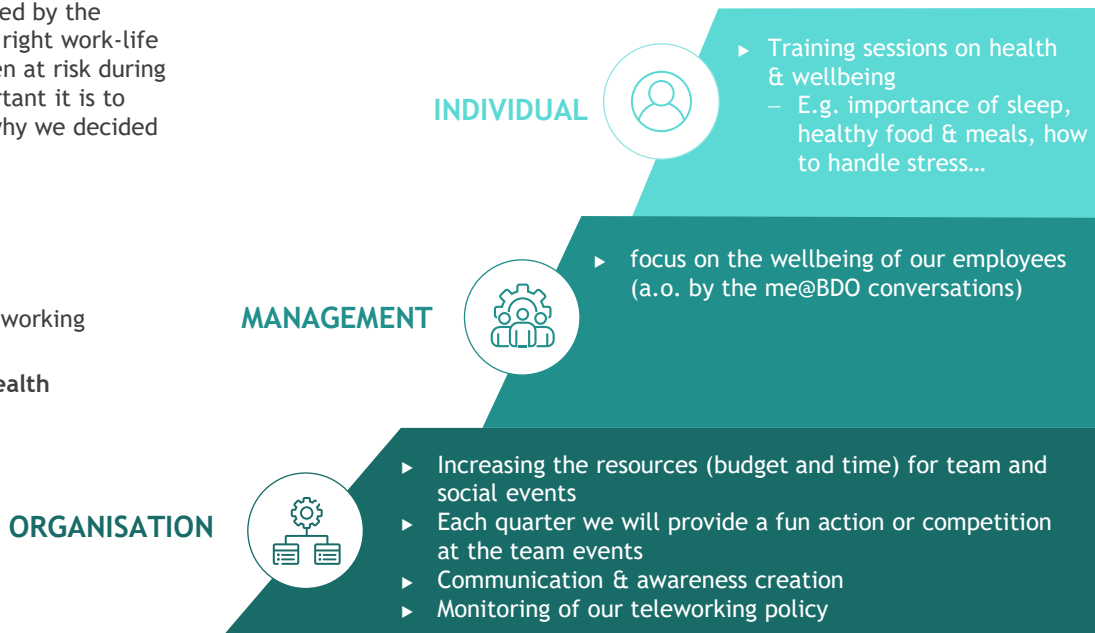 ed by the
right work-life
en at risk during
rtant it is to
why we decided
working
ealth
INDIVIDUAL
▸ Training sessions on health
& wellbeing
– E.g. importance of sleep,
healthy food & meals, how
to handle stress…
MANAGEMENT
▸ focus on the wellbeing of our employees
(a.o. by the me@BDO conversations)
ORGANISATION
▸ Increasing the resources (budget and time) for team and
social events
▸ Each quarter we will provide a fun action or competition
at the team events
▸ Communication & awareness creation
▸ Monitoring of our teleworking policy